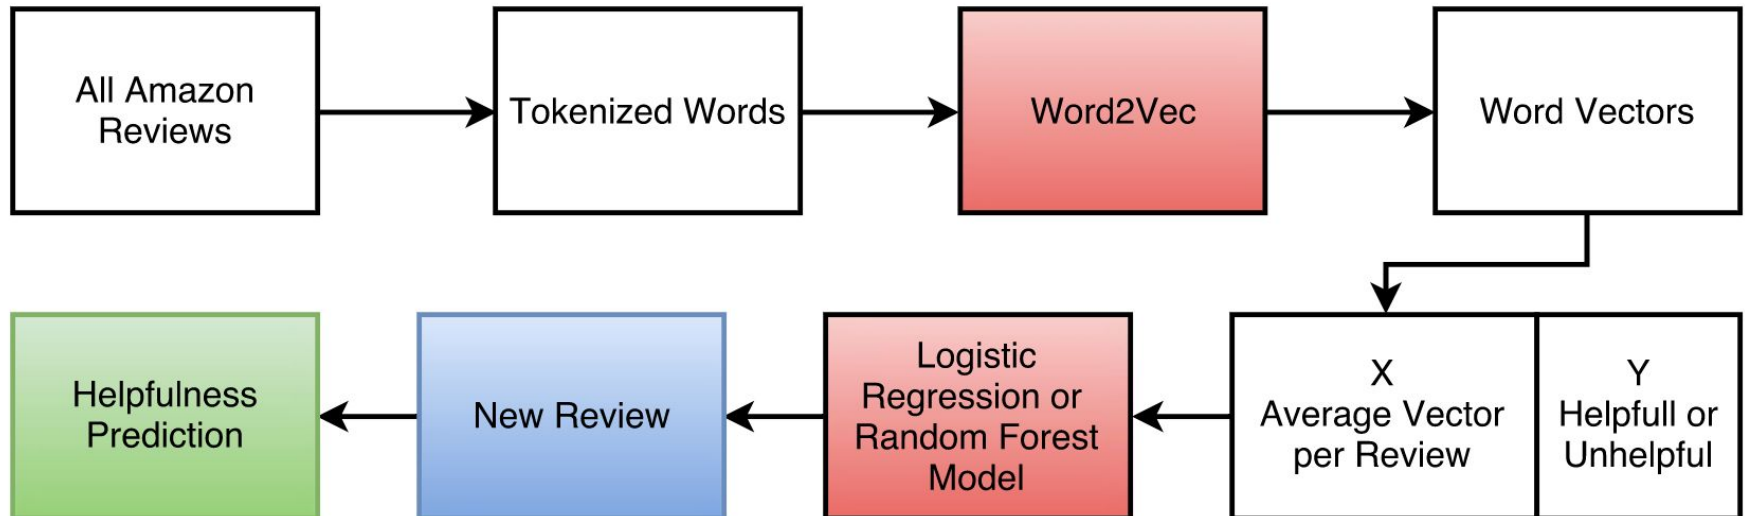 All Amazon
Reviews
Tokenized Words
Word2Vec
Word Vectors
Helpfulness
Prediction
New Review
Logistic
Regression or
Random Forest
Model
X
Average Vector
per Review
Y
Helpfull or
Unhelpful